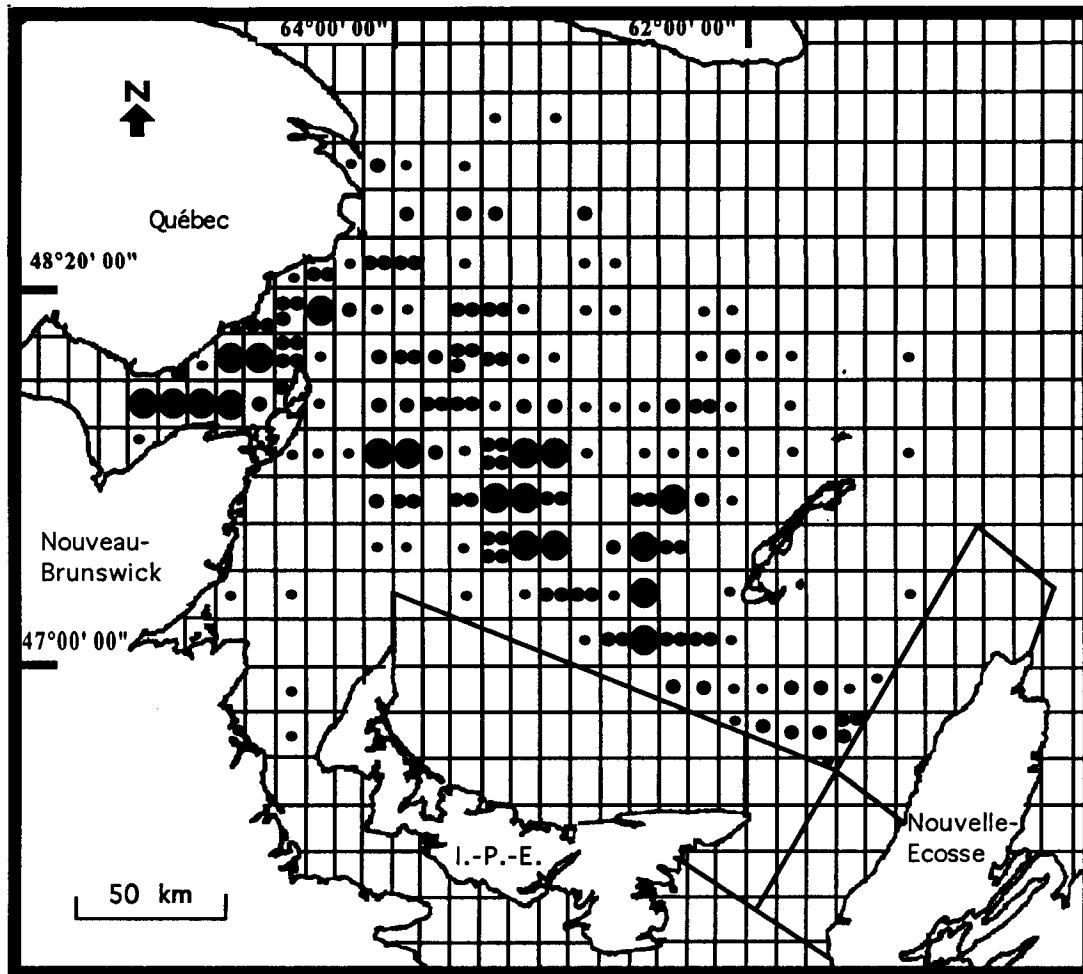 64°00' 00"
62°00' 00"
N
Québec
48°20' 00"
Nouveau-
Brunswick
47°00' 00"
Nouvelle-
Ecosse
I.-P.-E.
50 km